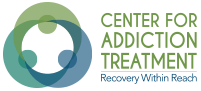 CENTER FOR
ADDICTION
TREATMENT
Recovery Within Reach